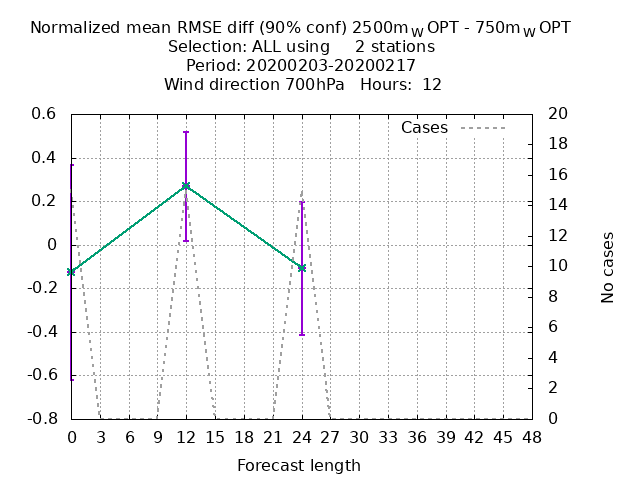 Normalized mean RMSE diff (90% conf) 2500m_W OPT - 750m_W OPT
Selection: ALL using     2 stations
Period: 20200203-20200217
Wind direction 700hPa   Hours:  12
Cases
0.6
0.4
0.2
0
-0.2
-0.4
-0.6
-0.8
20
18
16
14
12
10
8
6
4
2
0
No cases
0 3 6 9 12 15 18 21 24 27 30 33 36 39 42 45 48
Forecast length